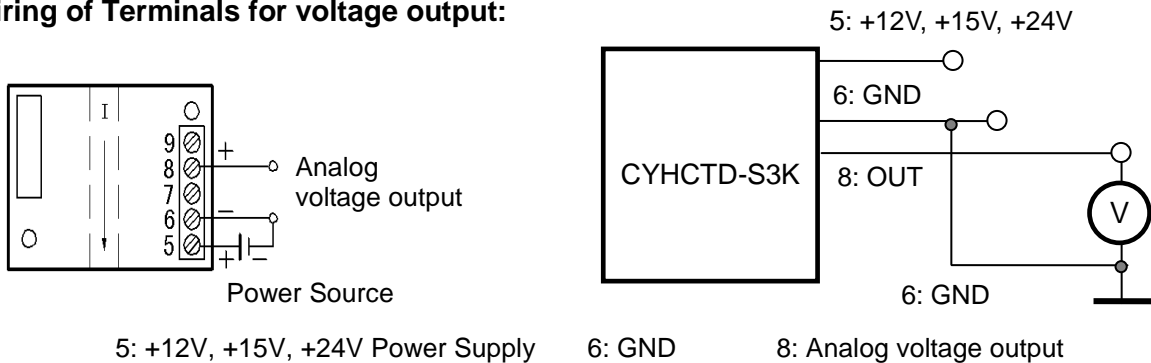 iring of Terminals for voltage output:
5: +12V, +15V, +24V
6: GND
CYHCTD-S3K
8: OUT
V
6: GND
I
9
8
7
6
5
+
−
+
−
Analog
voltage output
Power Source
5: +12V, +15V, +24V Power Supply 6: GND 8: Analog voltage output